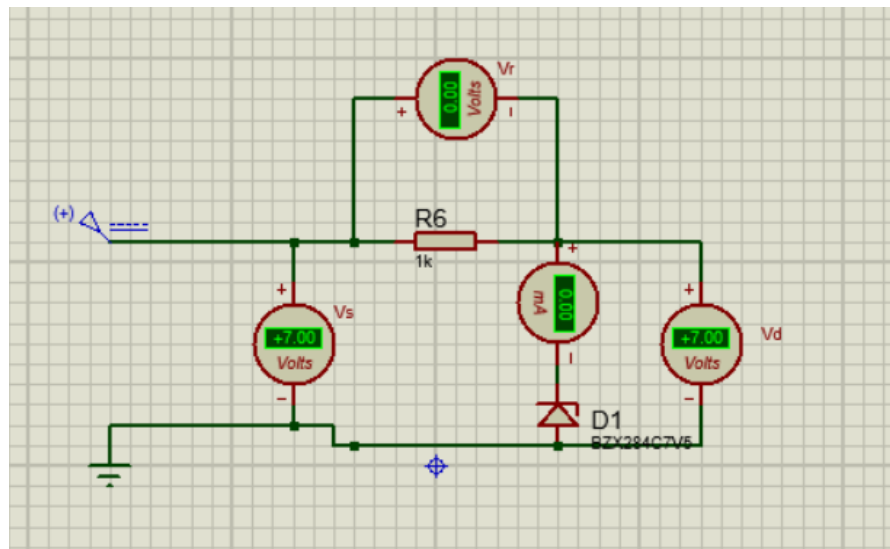 Vr
0.00
Volts
+
(+)
R6
1k
+
mA
0.00
+
Vs
+7.00
Volts
−
+
Vd
+7.00
Volts
−
D1
BZX284C7V5